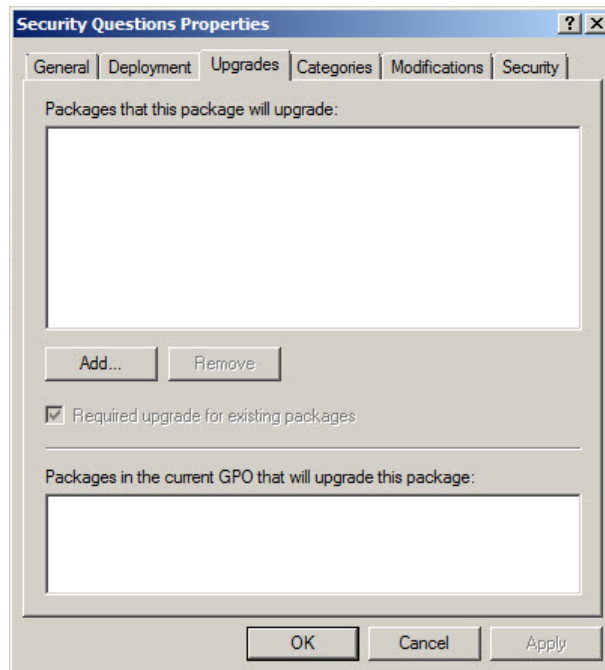 Security Questions Properties
General Deployment Upgrades Categories Modifications Security
Packages that this package will upgrade:
Add... Remove
Required upgrade for existing packages
Packages in the current GPO that will upgrade this package:
OK Cancel Apply